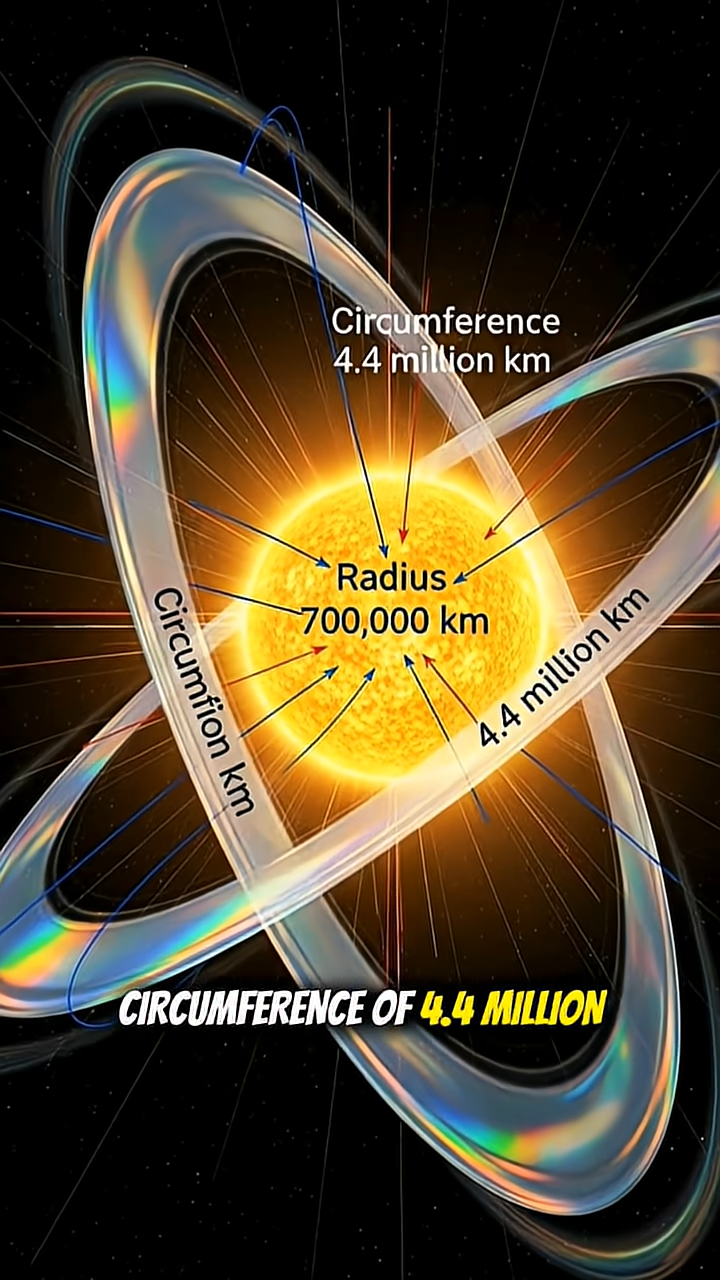 Circumference
4.4 million km
Radius
700,000 km
Circumfion km
4.4 million km
CIRCUMFERENCE OF 4.4 MILLION